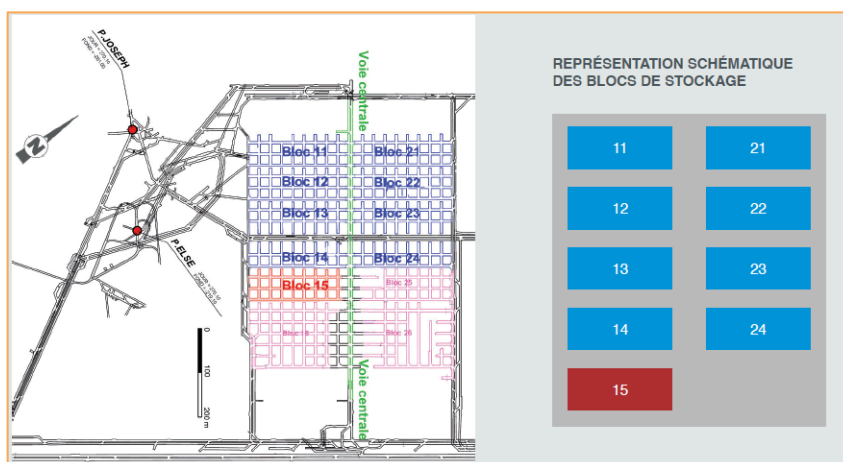 P.JOSEPH
Voie centrale
N
Bloc 11
Bloc 21
Bloc 12
Bloc 22
Bloc 13
Bloc 23
P.ELSE
Bloc 14
Bloc 24
Bloc 15
Bloc 25
Bloc 26
0
100
200 m
Voie centrale
REPRÉSENTATION SCHÉMATIQUE
DES BLOCS DE STOCKAGE
11
21
12
22
13
23
14
24
15